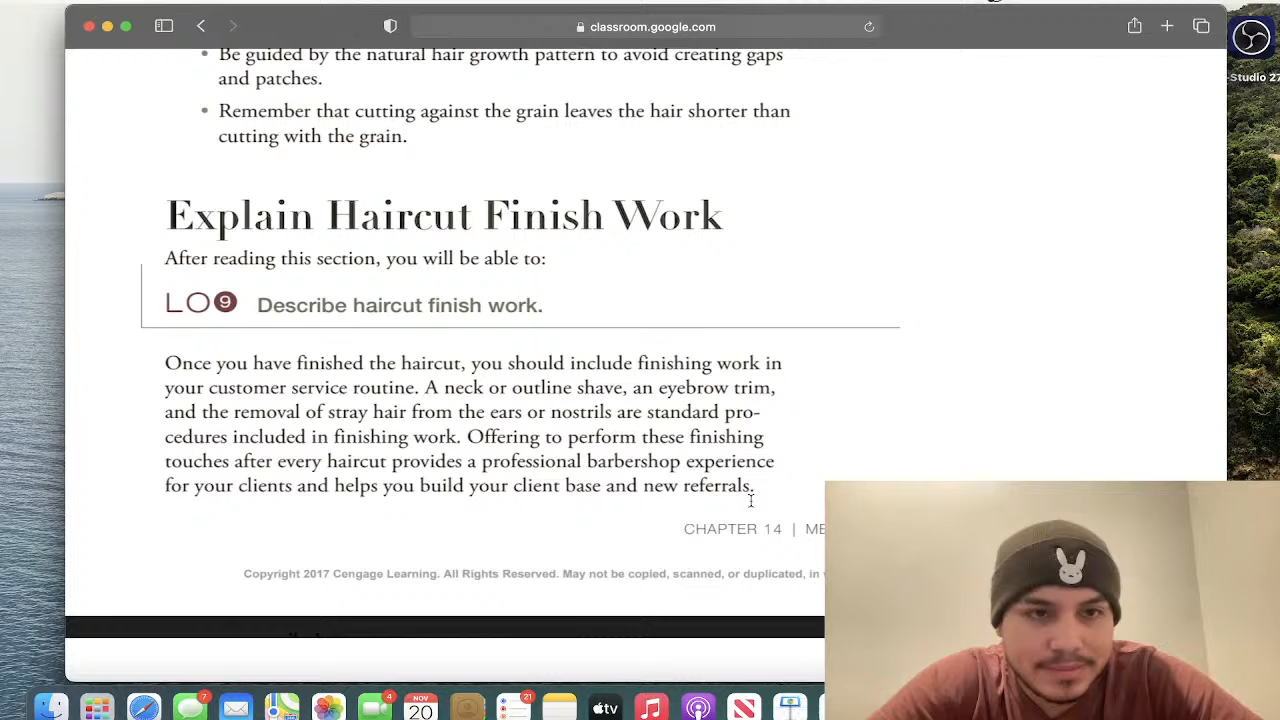 classroom.google.com
Studio 27
• Be guided by the natural hair growth pattern to avoid creating gaps
and patches.
• Remember that cutting against the grain leaves the hair shorter than
cutting with the grain.
Explain Haircut Finish Work
After reading this section, you will be able to:
LO9 Describe haircut finish work.
Once you have finished the haircut, you should include finishing work in
your customer service routine. A neck or outline shave, an eyebrow trim,
and the removal of stray hair from the ears or nostrils are standard pro-
cedures included in finishing work. Offering to perform these finishing
touches after every haircut provides a professional barbershop experience
for your clients and helps you build your client base and new referrals.
CHAPTER 14 | ME
Copyright 2017 Cengage Learning. All Rights Reserved. May not be copied, scanned, or duplicated, in
7
4
NOV
20
21
tv